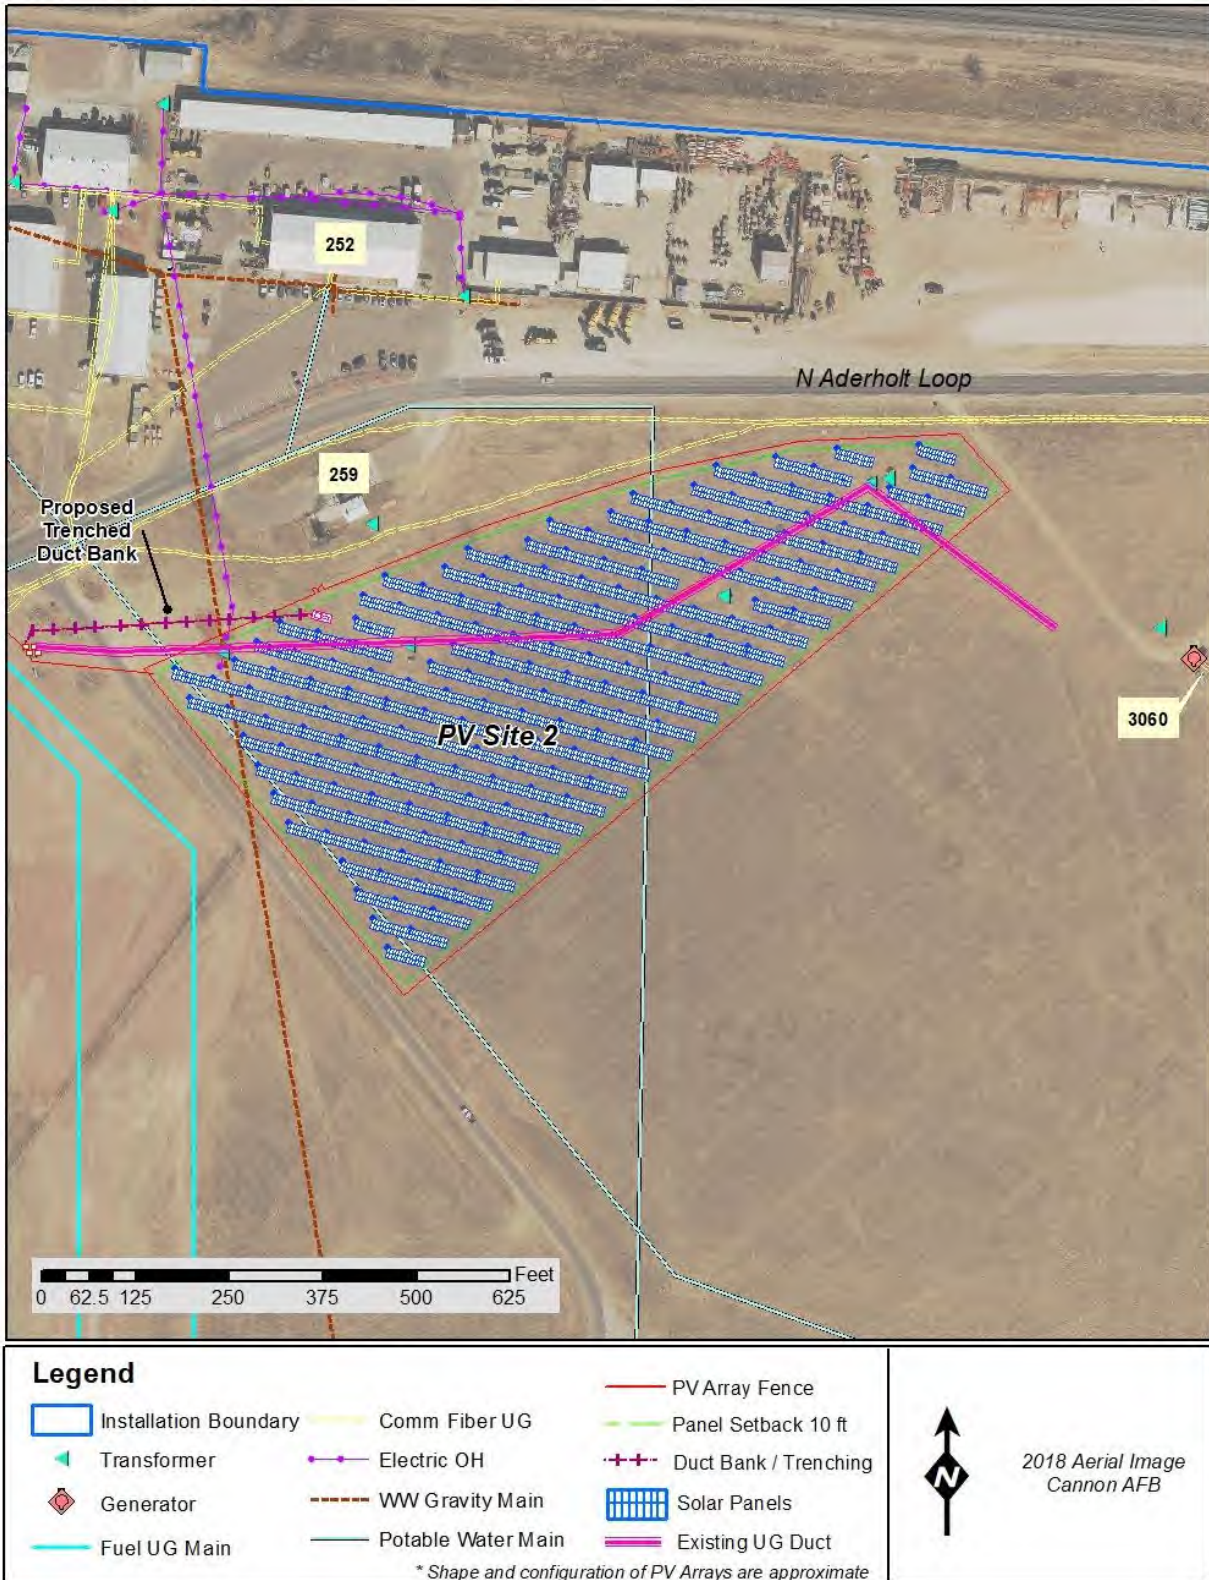 252
N Aderholt Loop
259
Proposed
Trenched
Duct Bank
3060
PV Site 2
Feet
0 62.5 125 250 375 500 625
Legend
Installation Boundary
Transformer
Generator
Fuel UG Main
Comm Fiber UG
Electric OH
WW Gravity Main
Potable Water Main
PV Array Fence
Panel Setback 10 ft
Duct Bank / Trenching
Solar Panels
Existing UG Duct
* Shape and configuration of PV Arrays are approximate
N
2018 Aerial Image
Cannon AFB